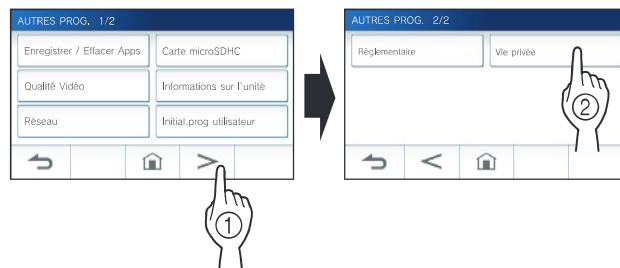 AUTRES PROG. 1/2
Enregistrer / Effacer Apps
Carte microSDHC
Qualité Vidéo
Informations sur l'unité
Réseau
Initial.prog utilisateur
>
1
AUTRES PROG. 2/2
Réglementaire
Vie privée
<
2